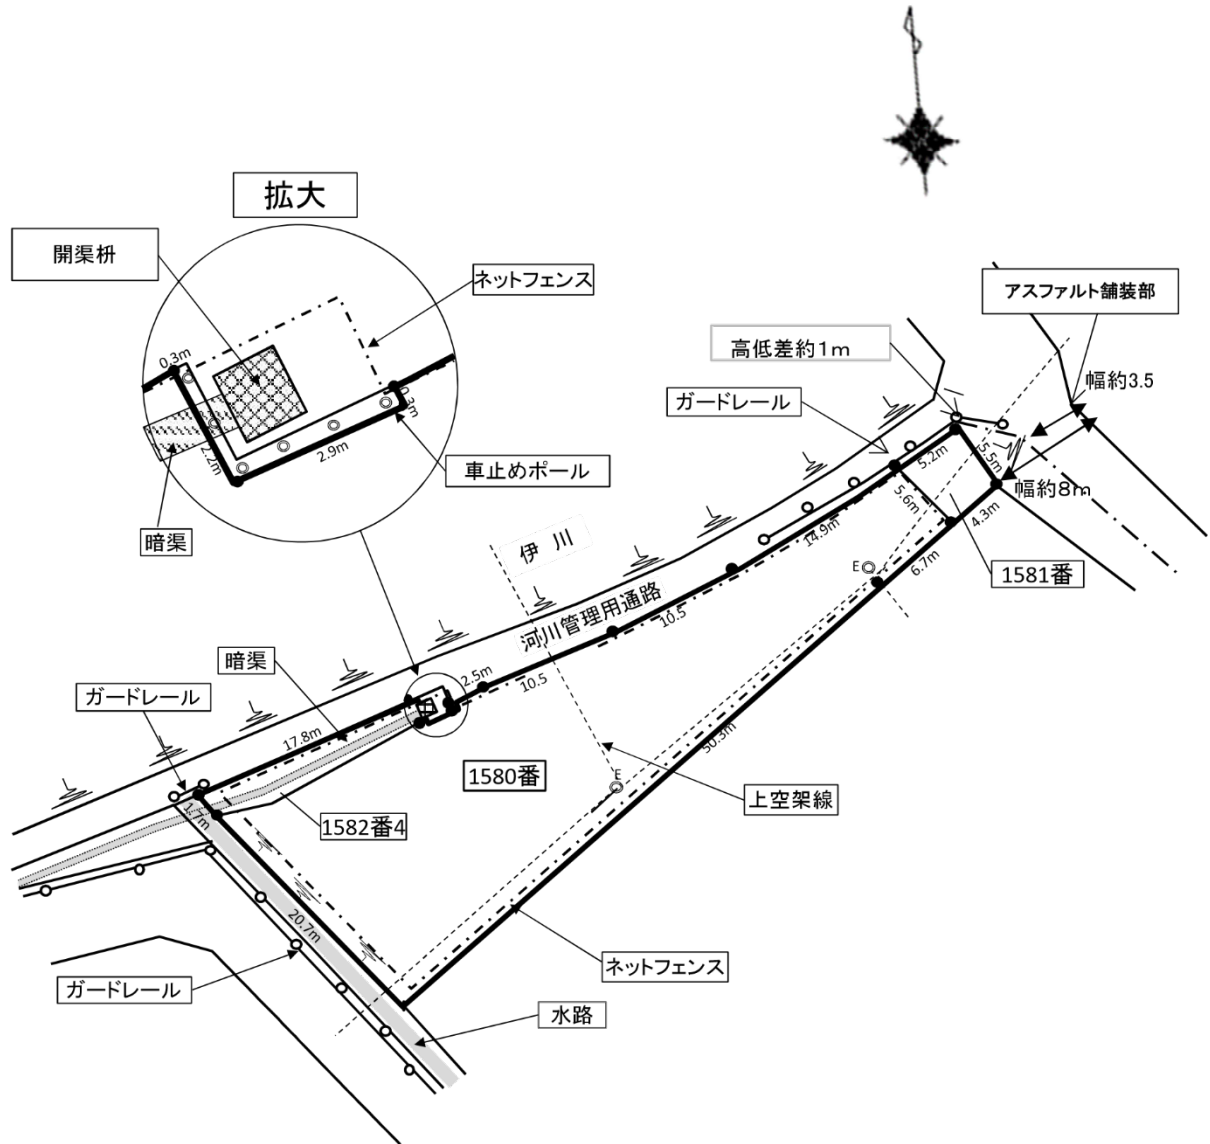 拡大
開渠枡
ネットフェンス
アスファルト舗装部
高低差約1m
幅約3.5
0.3m
ガードレール
0.3m
5.2m
5.5m
2.2m
2.9m
車止めポール
5.6m
幅約8m
4.3m
暗渠
伊川
14.9m
E
6.7m
1581番
河川管理用通路
10.5
暗渠
2.5m
ガードレール
10.5
17.8m
50.3m
1580番
E
上空架線
1.7m
1582番4
20.7m
ネットフェンス
ガードレール
水路